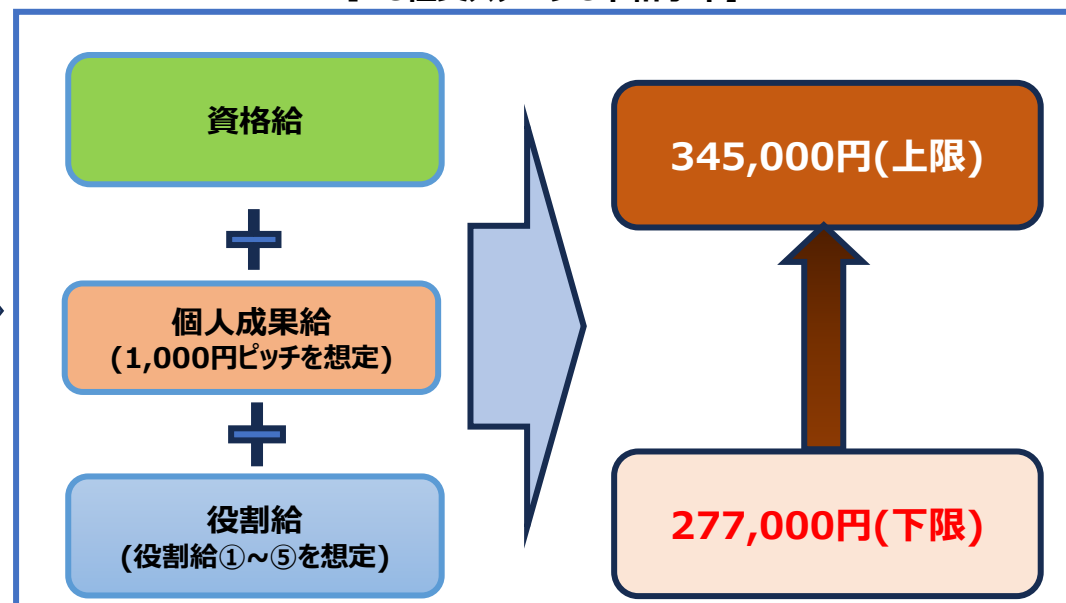 資格給
個人成果給
(1,000円ピッチを想定)
役割給
(役割給①~⑤を想定)
345,000円(上限)
277,000円(下限)